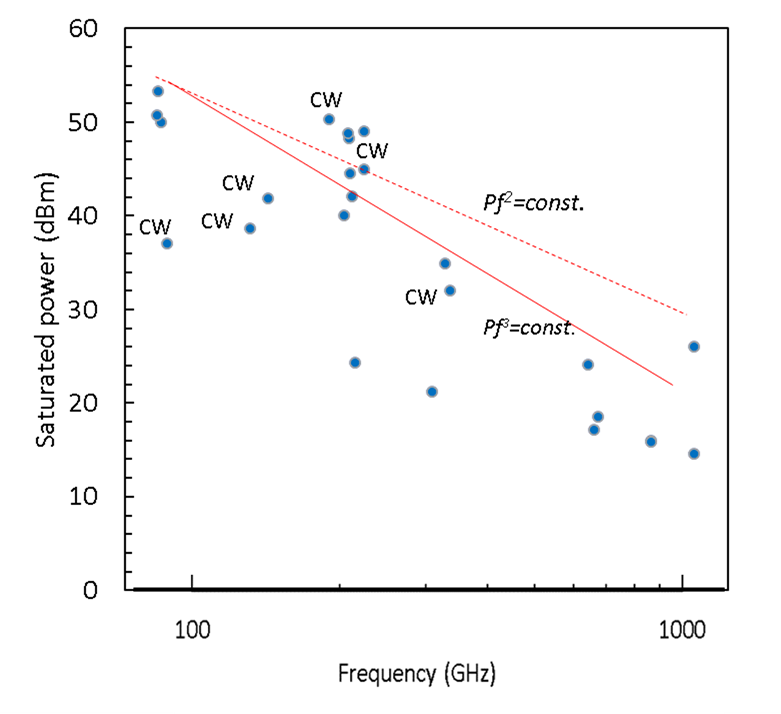 60
50
40
30
20
10
0
Saturated power (dBm)
CW
CW
CW
CW
CW
CW
Pf²=const.
Pf³=const.
100
1000
Frequency (GHz)